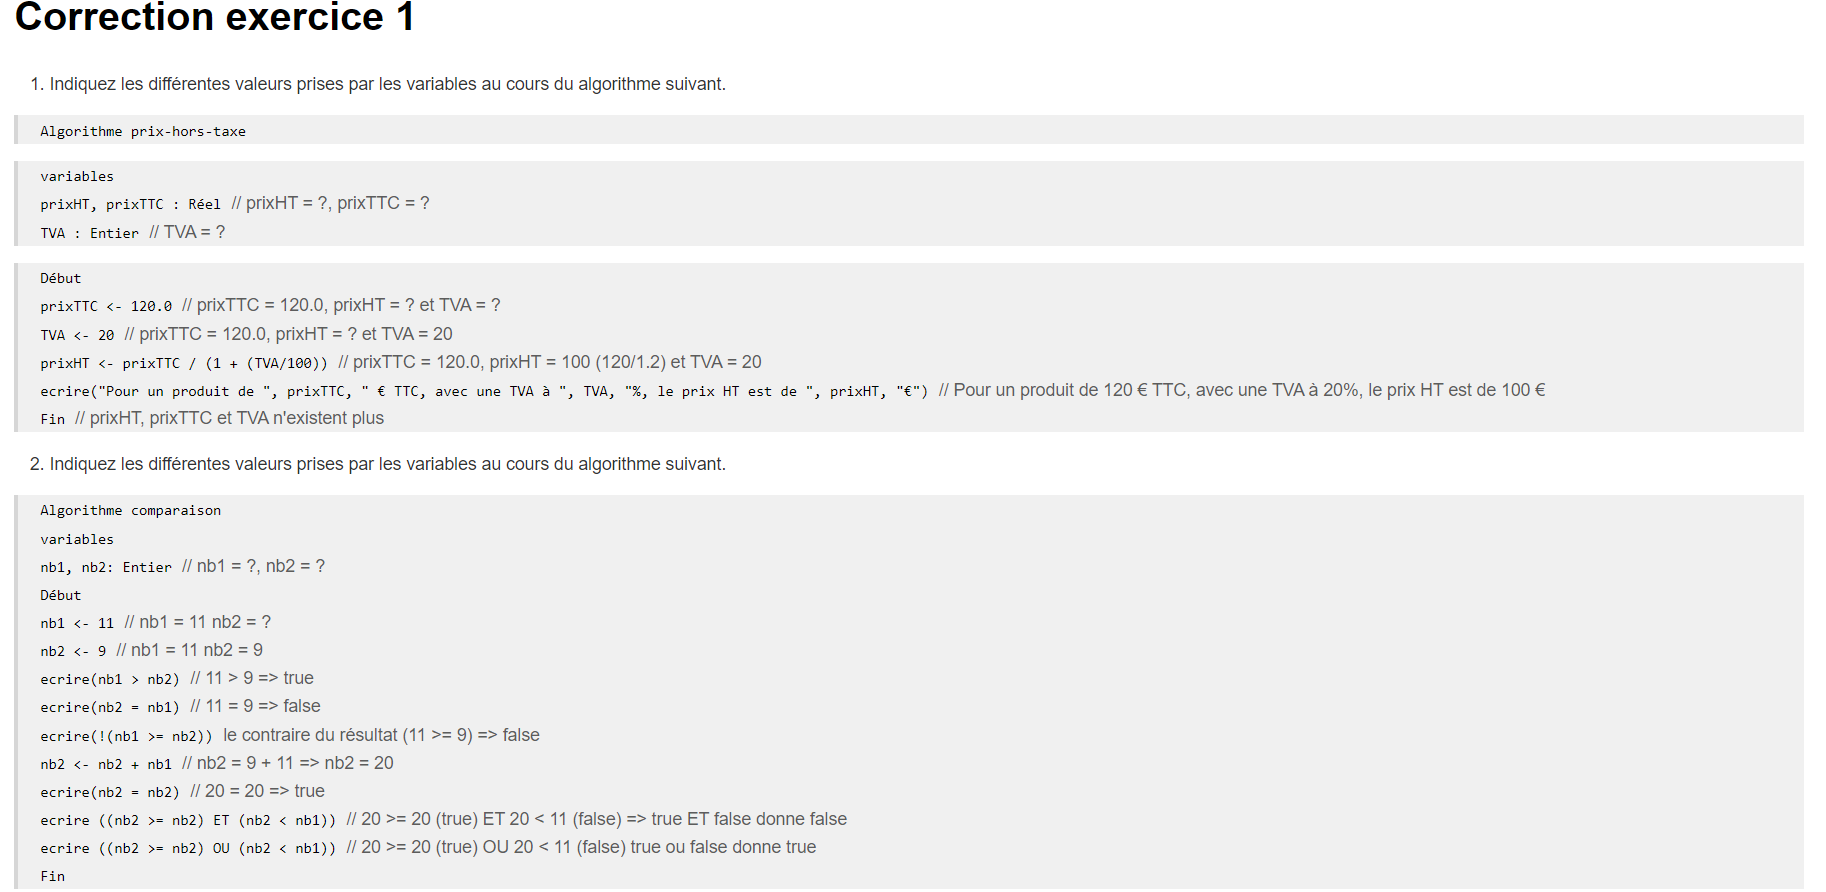 Correction exercice 1
1. Indiquez les différentes valeurs prises par les variables au cours du algorithme suivant.
Algorithme prix-hors-taxe
variables
prixHT, prixTTC : Réel // prixHT = ?, prixTTC = ?
TVA : Entier // TVA = ?
Début
prixTTC <- 120.0 // prixTTC = 120.0, prixHT = ? et TVA = ?
TVA <- 20 // prixTTC = 120.0, prixHT = ? et TVA = 20
prixHT <- prixTTC / (1 + (TVA/100)) // prixTTC = 120.0, prixHT = 100 (120/1.2) et TVA = 20
ecrire("Pour un produit de ", prixTTC, " € TTC, avec une TVA à ", TVA, "%, le prix HT est de ", prixHT, "€") // Pour un produit de 120 € TTC, avec une TVA à 20%, le prix HT est de 100 €
Fin // prixHT, prixTTC et TVA n'existent plus
2. Indiquez les différentes valeurs prises par les variables au cours du algorithme suivant.
Algorithme comparaison
variables
nb1, nb2: Entier // nb1 = ?, nb2 = ?
Début
nb1 <- 11 // nb1 = 11 nb2 = ?
nb2 <- 9 // nb1 = 11 nb2 = 9
ecrire(nb1 > nb2) // 11 > 9 => true
ecrire(nb2 = nb1) // 11 = 9 => false
ecrire(!(nb1 >= nb2)) le contraire du résultat (11 >= 9) => false
nb2 <- nb2 + nb1 // nb2 = 9 + 11 => nb2 = 20
ecrire(nb2 = nb2) // 20 = 20 => true
ecrire ((nb2 >= nb2) ET (nb2 < nb1)) // 20 >= 20 (true) ET 20 < 11 (false) => true ET false donne false
ecrire ((nb2 >= nb2) OU (nb2 < nb1)) // 20 >= 20 (true) OU 20 < 11 (false) true ou false donne true
Fin